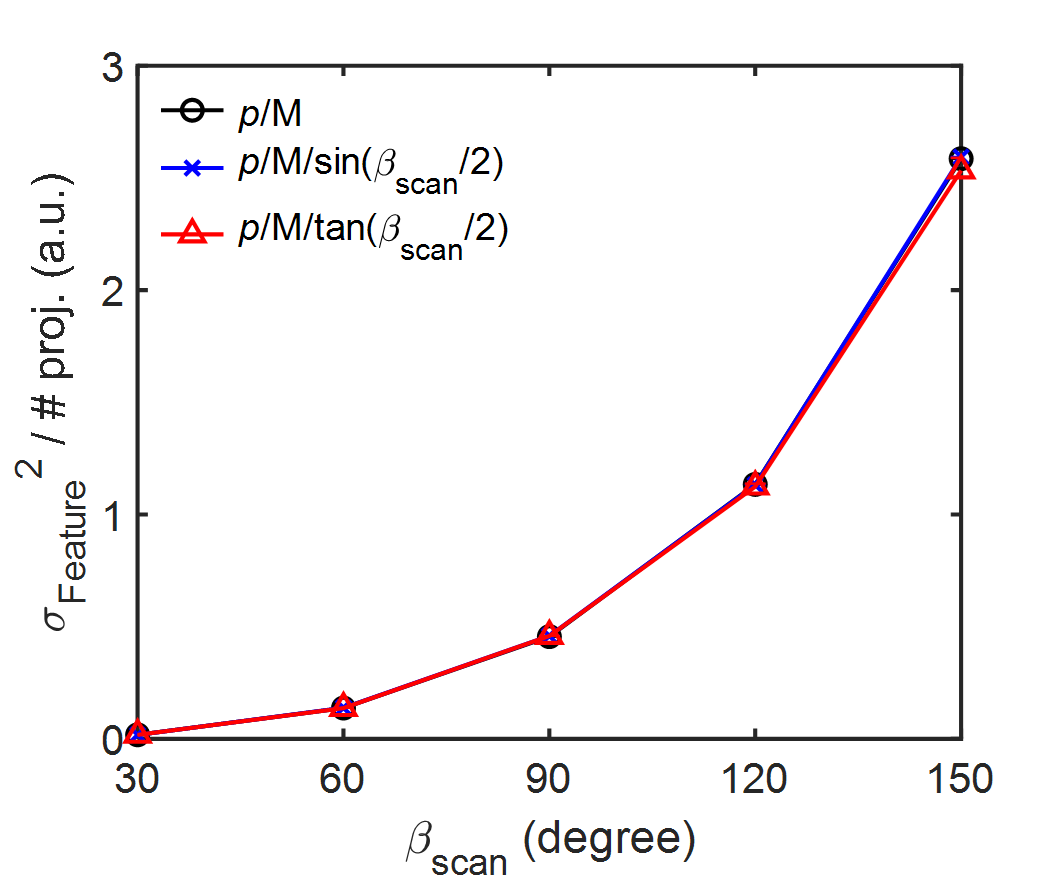 3
2
1
0
30 60 90 120 150
p/M
p/M/sin(βscan/2)
p/M/tan(βscan/2)
σFeature² / # proj. (a.u.)
βscan (degree)